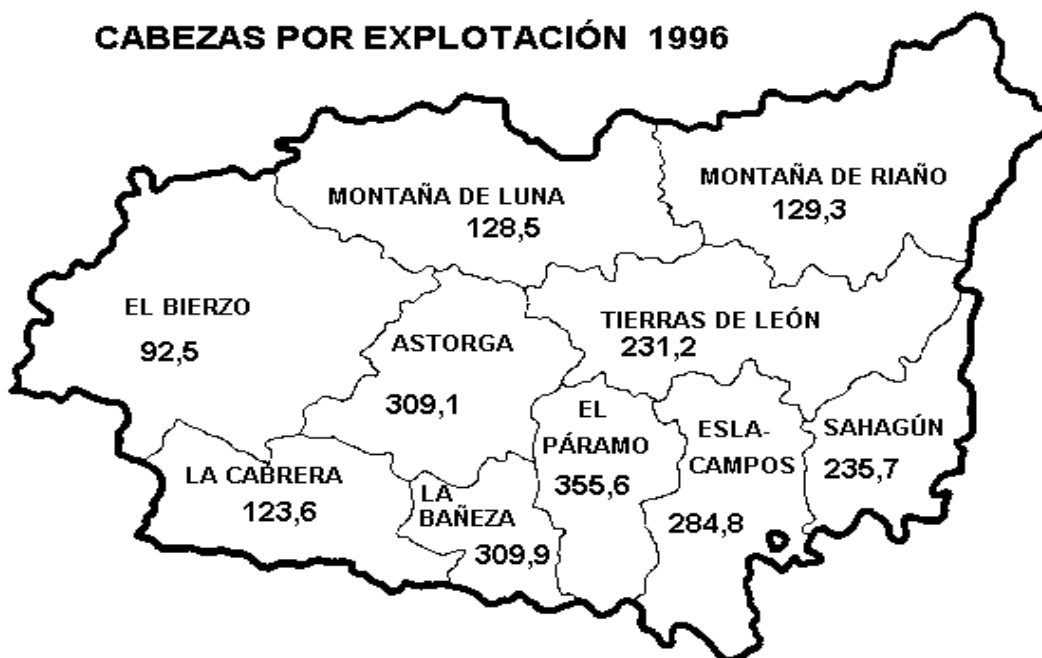 CABEZAS POR EXPLOTACIÓN 1996
MONTAÑA DE LUNA
128,5
MONTAÑA DE RIAÑO
129,3
EL BIERZO
92,5
ASTORGA
309,1
TIERRAS DE LEÓN
231,2
LA CABRERA
123,6
LA
BAÑEZA
309,9
EL
PÁRAMO
355,6
ESLA-
CAMPOS
284,8
SAHAGÚN
235,7